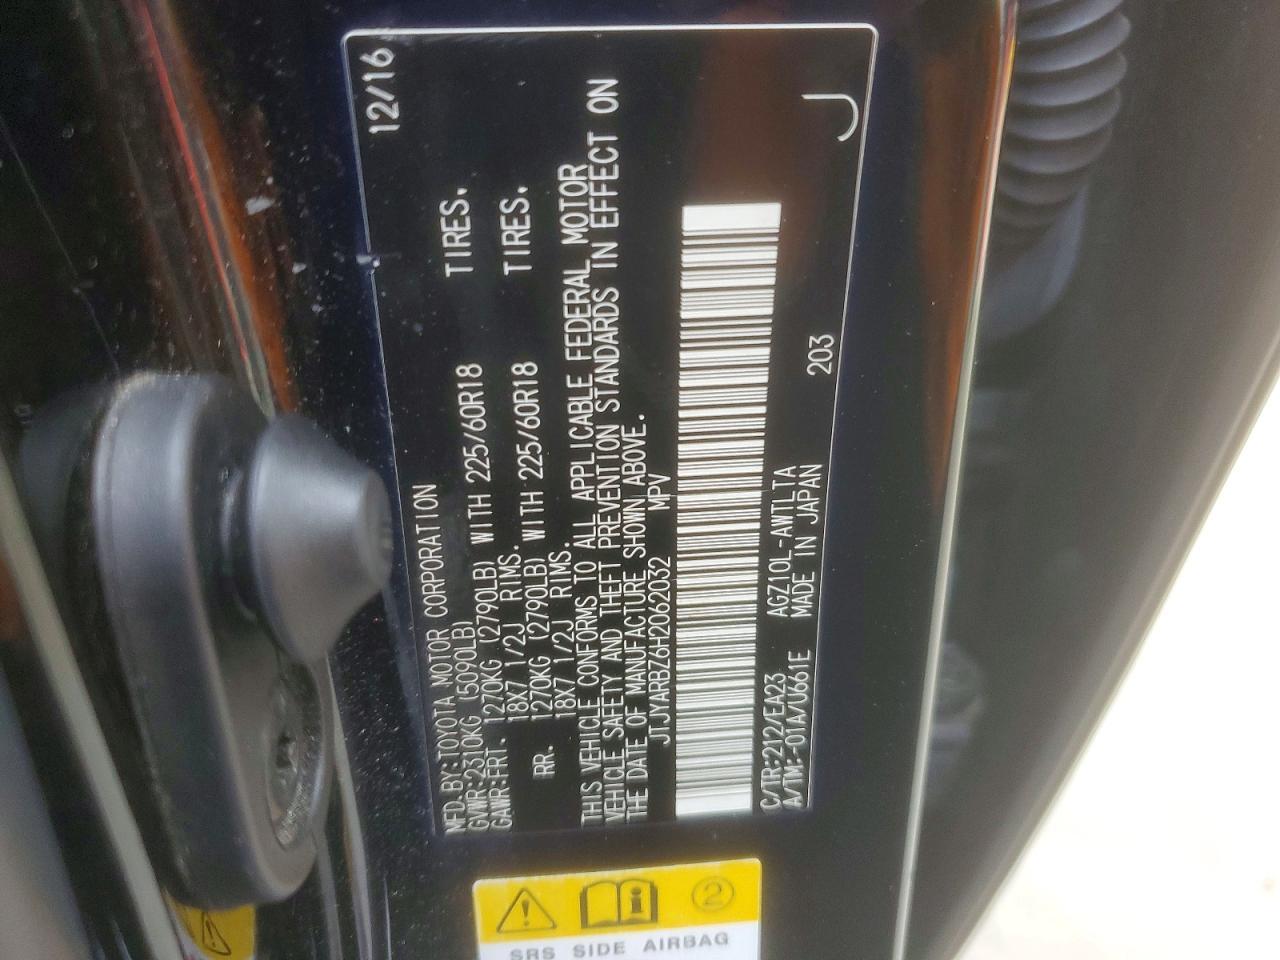 MFD.BY:TOYOTA MOTOR CORPORATION 12/16
GVWR:2310KG (5090LB)
GAWR:FRT. 1270KG (2790LB) WITH 225/60R18 TIRES.
18X7 1/2J RIMS.
RR. 1270KG (2790LB) WITH 225/60R18 TIRES.
18X7 1/2J RIMS.
THIS VEHICLE CONFORMS TO ALL APPLICABLE FEDERAL MOTOR
VEHICLE SAFETY AND THEFT PREVENTION STANDARDS IN EFFECT ON
THE DATE OF MANUFACTURE SHOWN ABOVE.
JTJYARBZ6H2062032 MPV
C/TR:212/EA23 AGZ10L-AWTLTA 203
A/TM:-01A/U661E MADE IN JAPAN J
2
SRS SIDE AIRBAG